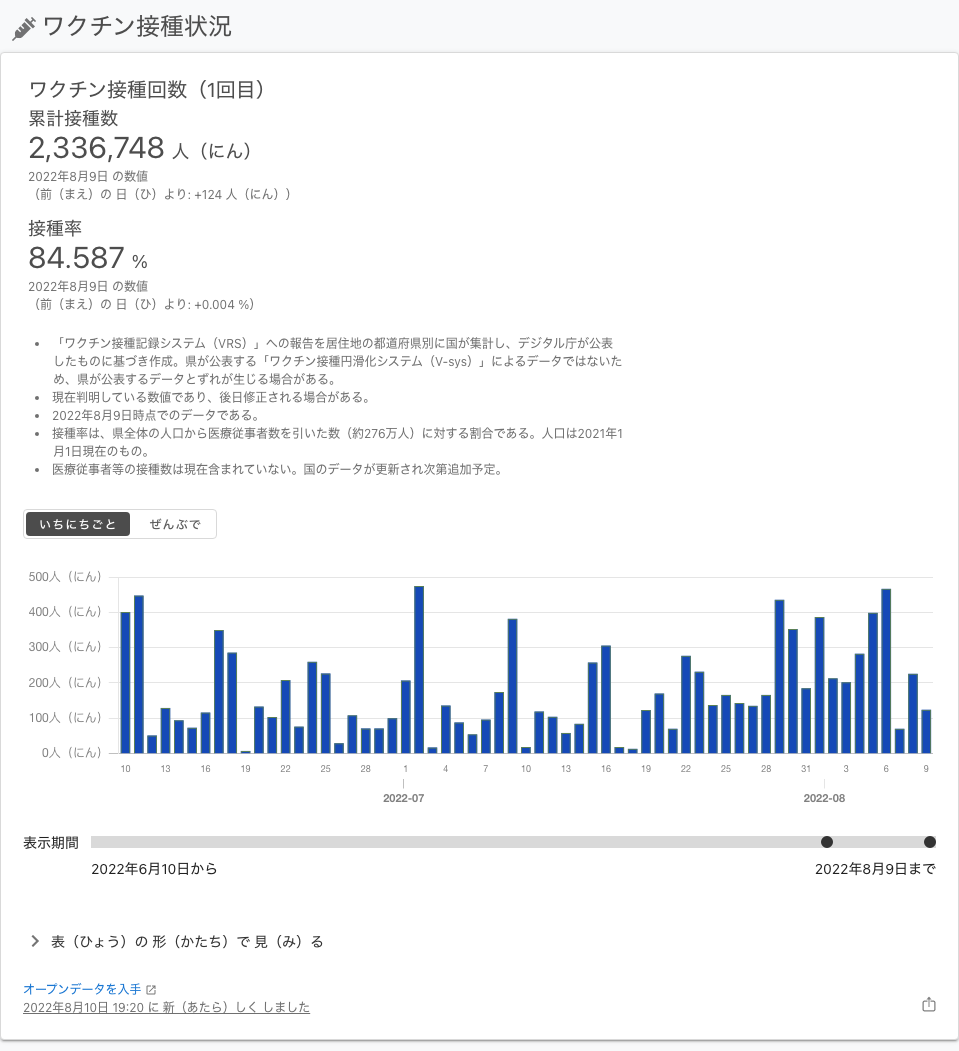 ワクチン接種状況
ワクチン接種回数（1回目）
累計接種数
2,336,748 人（にん）
2022年8月9日 の数値
（前（まえ）の 日（ひ）より: +124 人（にん））
接種率
84.587 %
2022年8月9日 の数値
（前（まえ）の 日（ひ）より: +0.004 %）
・ 「ワクチン接種記録システム（VRS）」への報告を居住地の都道府県別に国が集計し、デジタル庁が公表
したものに基づき作成。県が公表する「ワクチン接種円滑化システム（V-sys）」によるデータではないた
め、県が公表するデータとずれが生じる場合がある。
・ 現在判明している数値であり、後日修正される場合がある。
・ 2022年8月9日時点でのデータである。
・ 接種率は、県全体の人口から医療従事者数を引いた数（約276万人）に対する割合である。人口は2021年1
月1日現在のもの。
・ 医療従事者等の接種数は現在含まれていない。国のデータが更新され次第追加予定。
いちにちごと ぜんぶで
500人（にん）
400人（にん）
300人（にん）
200人（にん）
100人（にん）
0人（にん）
10 13 16 19 22 25 28 1 4 7 10 13 16 19 22 25 28 31 3 6 9
2022-07 2022-08
表示期間
2022年6月10日から 2022年8月9日まで
表（ひょう）の 形（かたち）で 見（み）る
オープンデータを入手
2022年8月10日 19:20 に 新（あたら）しく しました